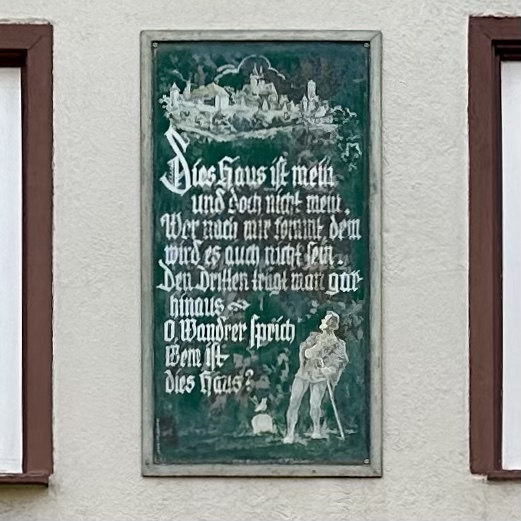 Dies Haus ist mein
und doch nicht mein.
Wer nach mir kommt, dem
wird es auch nicht sein.
Den Dritten trägt man gar
hinaus
O, Wandrer sprich
Wem ist
dies Haus?